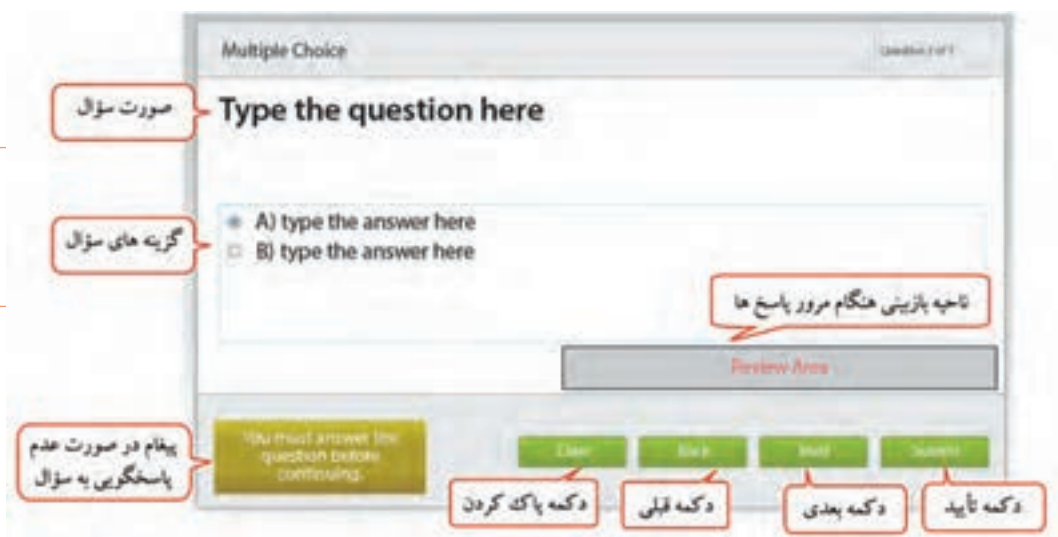 Multiple Choice
صورت سؤال
Type the question here
گزینه های سؤال
A) type the answer here
B) type the answer here
ناحیه بازبینی هنگام مرور پاسخ ها
Review Area
پیغام در صورت عدم
پاسخگویی به سؤال
You must answer the
question before
continuing.
Clear
Back
Next
Submit
دکمه پاک کردن
دکمه قبلی
دکمه بعدی
دکمه تأیید